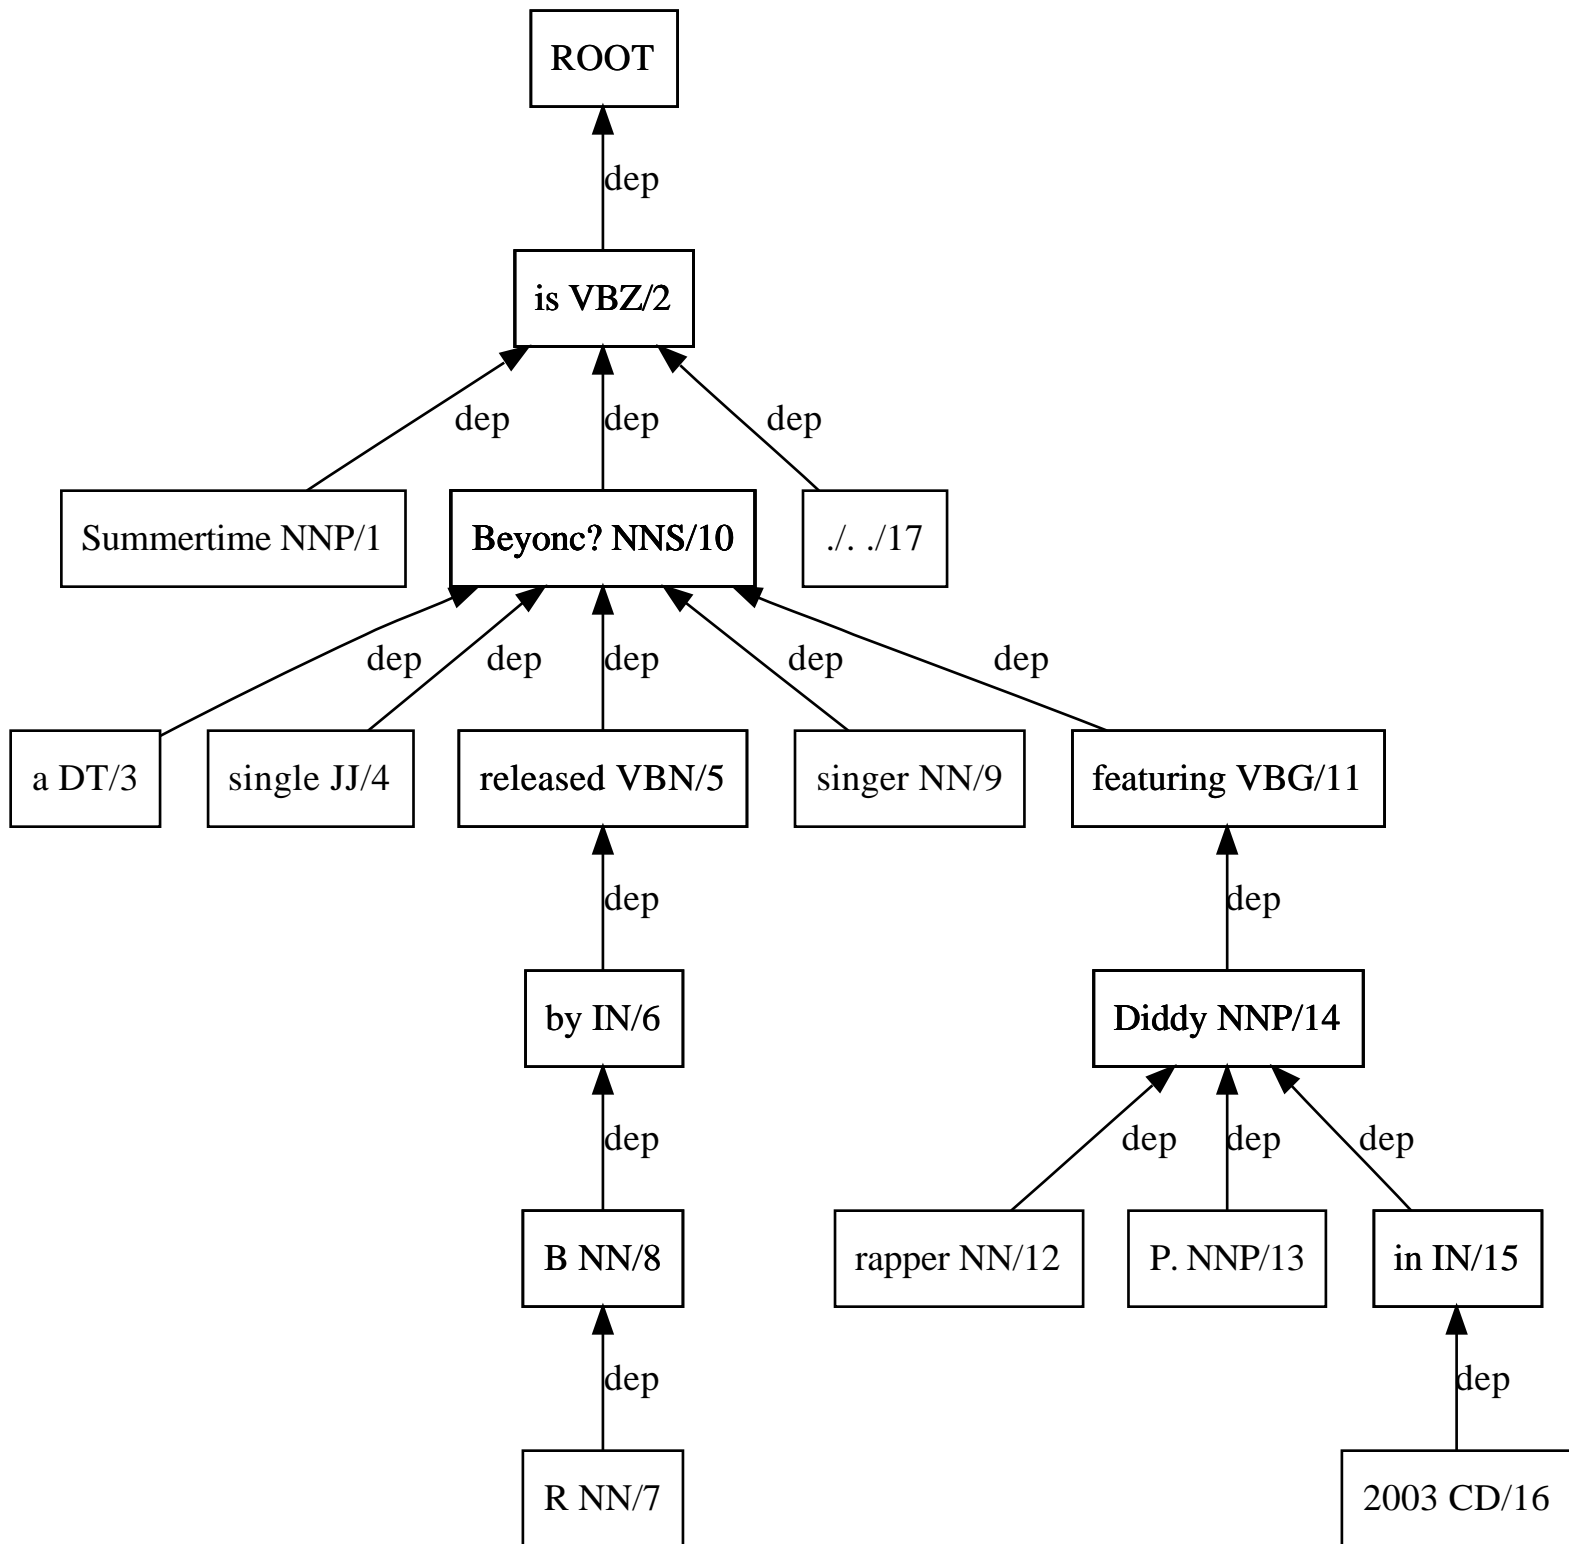 ROOT
dep
is VBZ/2
dep dep dep
Summertime NNP/1 Beyonc? NNS/10 ./. ./17
dep dep dep dep dep
a DT/3 single JJ/4 released VBN/5 singer NN/9 featuring VBG/11
dep dep
by IN/6 Diddy NNP/14
dep dep dep dep
B NN/8 rapper NN/12 P. NNP/13 in IN/15
dep dep
R NN/7 2003 CD/16